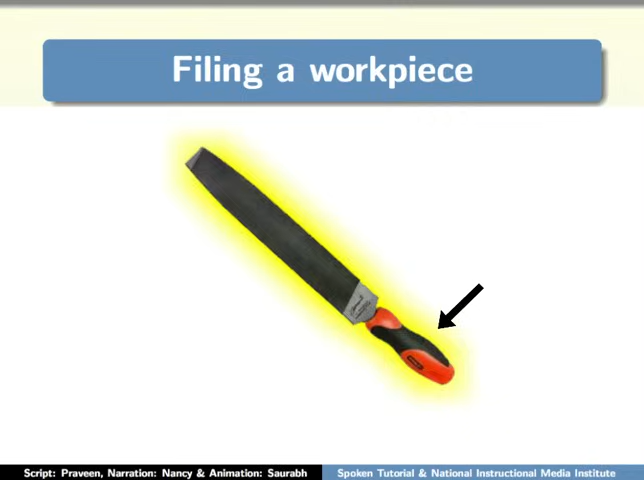 Filing a workpiece
Script: Praveen, Narration: Nancy & Animation: Saurabh
Spoken Tutorial & National Instructional Media Institute